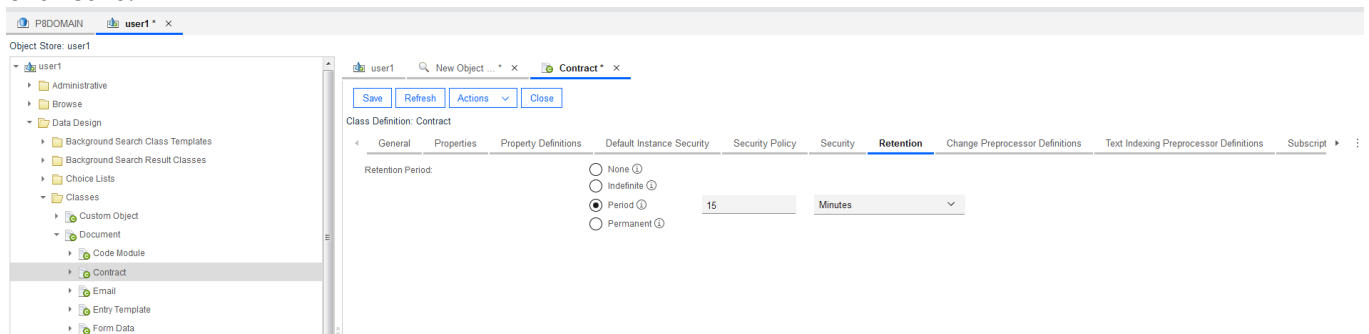 P8DOMAIN user1 * ×
Object Store: user1
user1
Administrative
Browse
Data Design
Background Search Class Templates
Background Search Result Classes
Choice Lists
Classes
Custom Object
Document
Code Module
Contract
Email
Entry Template
Form Data
user1 New Object ... * × Contract * ×
Save Refresh Actions Close
Class Definition: Contract
General Properties Property Definitions Default Instance Security Security Policy Security Retention Change Preprocessor Definitions Text Indexing Preprocessor Definitions Subscript
Retention Period: None
Indefinite
Period 15 Minutes
Permanent